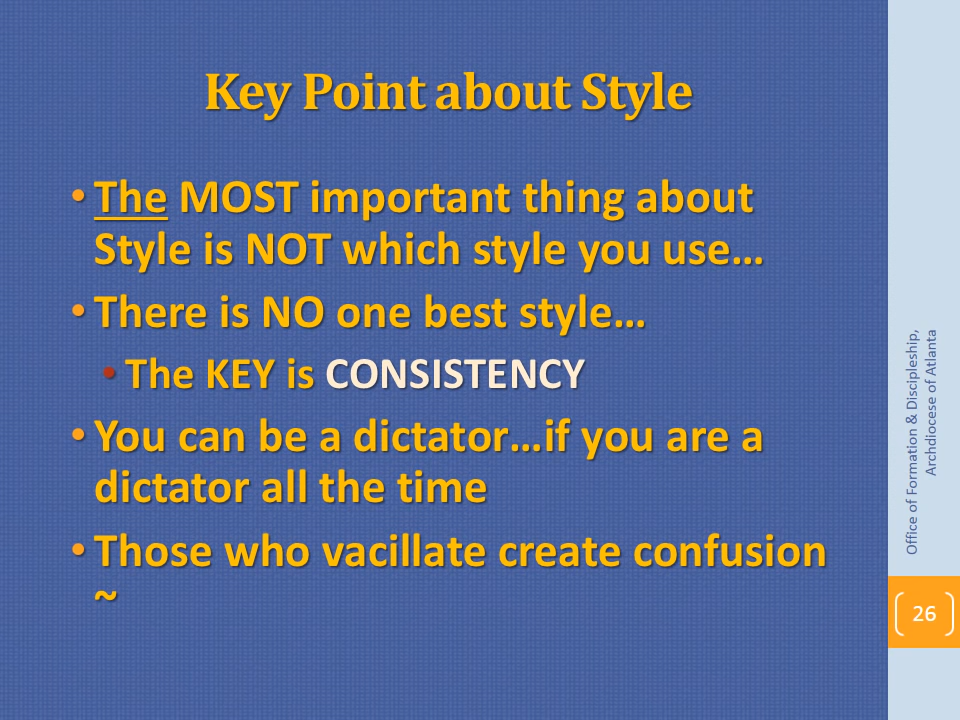 Key Point about Style
• The MOST important thing about
Style is NOT which style you use…
• There is NO one best style…
• The KEY is CONSISTENCY
• You can be a dictator…if you are a
dictator all the time
• Those who vacillate create confusion
~
Office of Formation & Discipleship,
Archdiocese of Atlanta
26